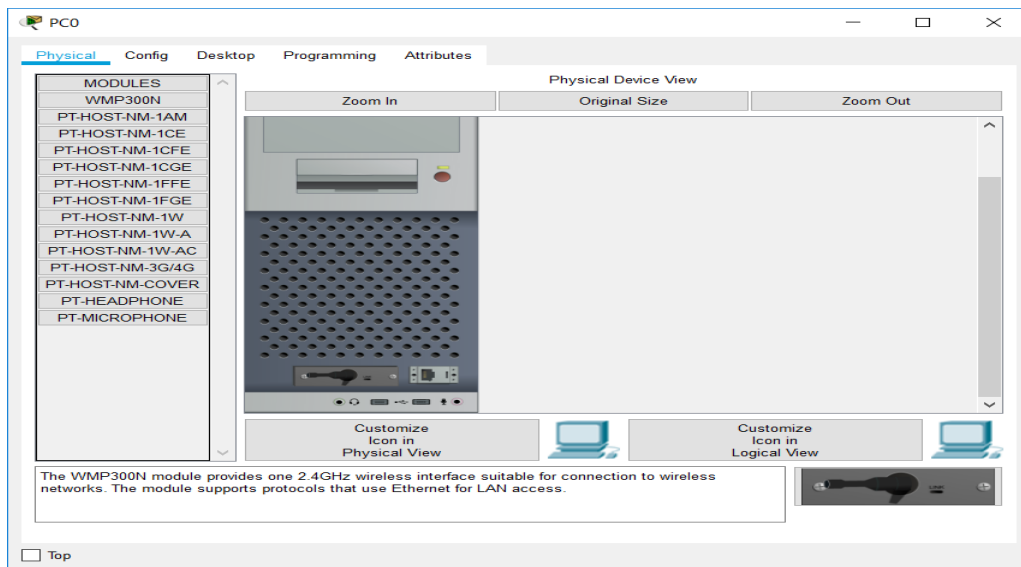 PC0
Physical Config Desktop Programming Attributes
MODULES
WMP300N
PT-HOST-NM-1AM
PT-HOST-NM-1CE
PT-HOST-NM-1CFE
PT-HOST-NM-1CGE
PT-HOST-NM-1FFE
PT-HOST-NM-1FGE
PT-HOST-NM-1W
PT-HOST-NM-1W-A
PT-HOST-NM-1W-AC
PT-HOST-NM-3G/4G
PT-HOST-NM-COVER
PT-HEADPHONE
PT-MICROPHONE
Physical Device View
Zoom In Original Size Zoom Out
Customize
Icon in
Physical View
Customize
Icon in
Logical View
The WMP300N module provides one 2.4GHz wireless interface suitable for connection to wireless
networks. The module supports protocols that use Ethernet for LAN access.
LINK
Top